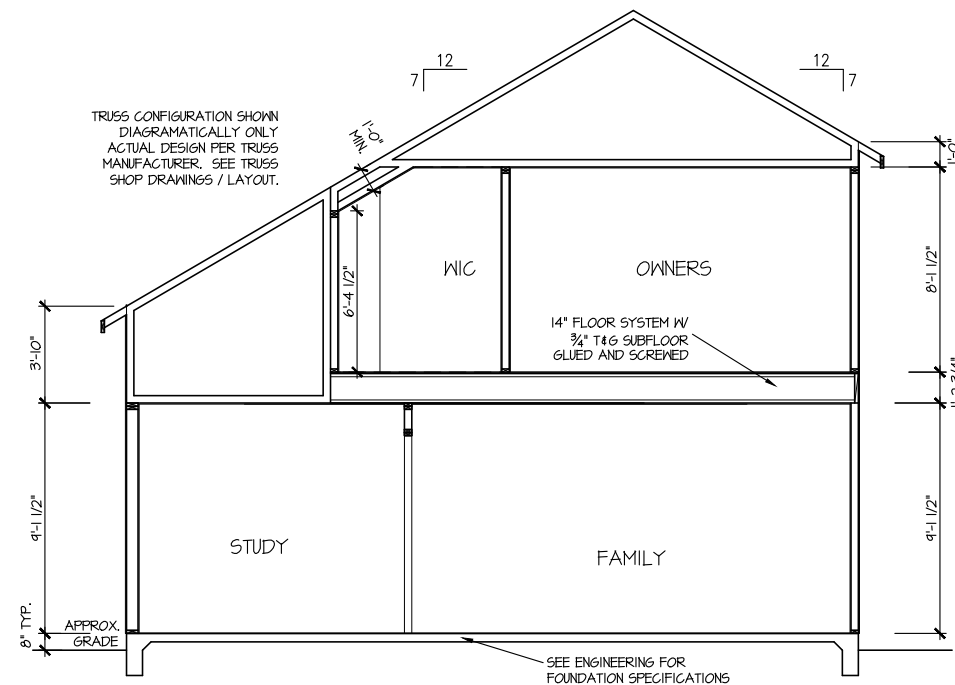 12
7
12
7
TRUSS CONFIGURATION SHOWN
DIAGRAMATICALLY ONLY
ACTUAL DESIGN PER TRUSS
MANUFACTURER. SEE TRUSS
SHOP DRAWINGS / LAYOUT.
1'-0"
MIN.
1'-0"
WIC
OWNERS
8'-1 1/2"
6'-4 1/2"
14" FLOOR SYSTEM W/
3/4" T&G SUBFLOOR
GLUED AND SCREWED
3'-10"
9'-1 1/2"
9'-1 1/2"
STUDY
FAMILY
8" TYP.
APPROX.
GRADE
SEE ENGINEERING FOR
FOUNDATION SPECIFICATIONS